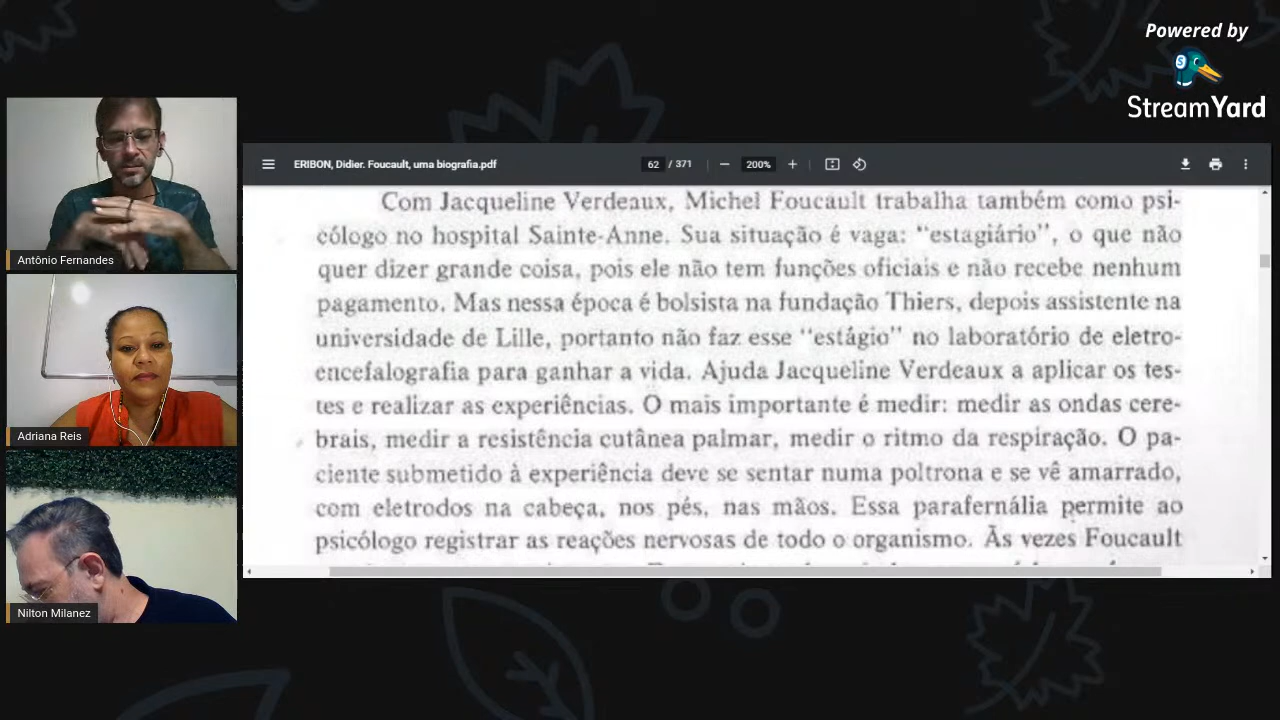 Powered by
StreamYard
Antônio Fernandes
Adriana Reis
Nilton Milanez
ERIBON, Didier. Foucault, uma biografia.pdf
62 / 371
200%
Com Jacqueline Verdeaux, Michel Foucault trabalha também como psi-
cólogo no hospital Sainte-Anne. Sua situação é vaga: “estagiário”, o que não
quer dizer grande coisa, pois ele não tem funções oficiais e não recebe nenhum
pagamento. Mas nessa época é bolsista na fundação Thiers, depois assistente na
universidade de Lille, portanto não faz esse “estágio” no laboratório de eletro-
encefalografia para ganhar a vida. Ajuda Jacqueline Verdeaux a aplicar os tes-
tes e realizar as experiências. O mais importante é medir: medir as ondas cere-
brais, medir a resistência cutânea palmar, medir o ritmo da respiração. O pa-
ciente submetido à experiência deve se sentar numa poltrona e se vê amarrado,
com eletrodos na cabeça, nos pés, nas mãos. Essa parafernália permite ao
psicólogo registrar as reações nervosas de todo o organismo. Às vezes Foucault